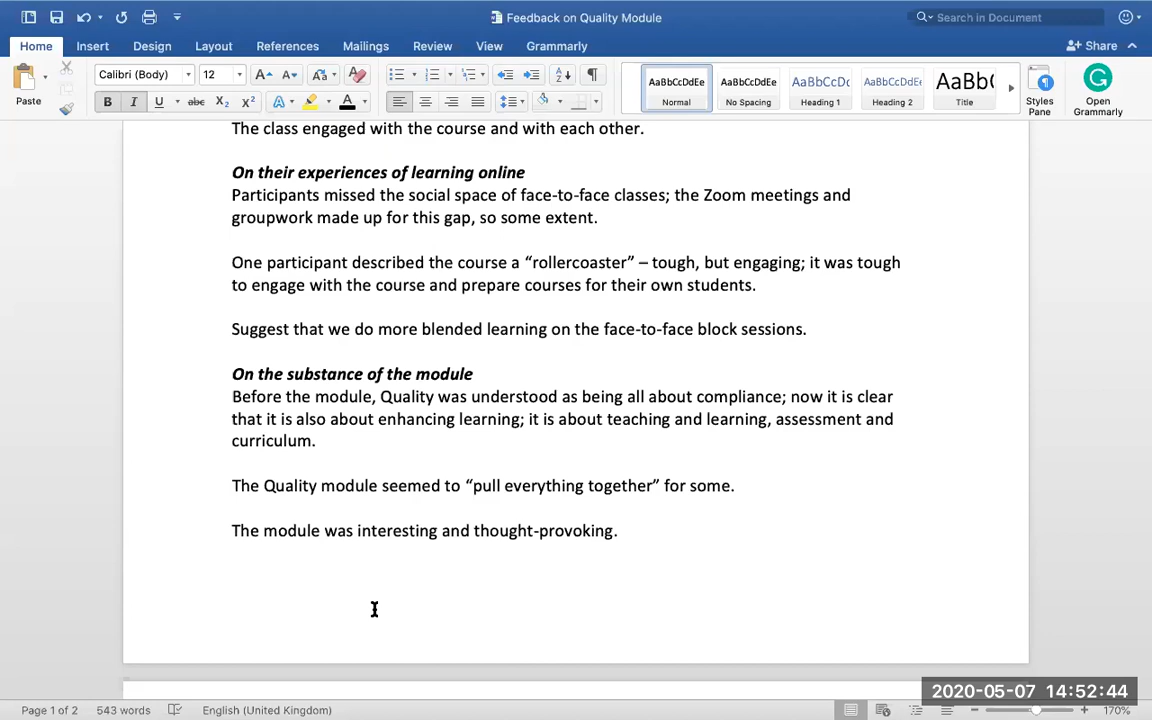 Feedback on Quality Module
Search in Document
Home Insert Design Layout References Mailings Review View Grammarly Share
Calibri (Body) 12
Paste
AaBbCcDdEe AaBbCcDdEe AaBbCcDc AaBbCcDdEe AaBb(
Normal No Spacing Heading 1 Heading 2 Title Styles Pane Open Grammarly
The class engaged with the course and with each other.
On their experiences of learning online
Participants missed the social space of face-to-face classes; the Zoom meetings and
groupwork made up for this gap, so some extent.
One participant described the course a “rollercoaster” – tough, but engaging; it was tough
to engage with the course and prepare courses for their own students.
Suggest that we do more blended learning on the face-to-face block sessions.
On the substance of the module
Before the module, Quality was understood as being all about compliance; now it is clear
that it is also about enhancing learning; it is about teaching and learning, assessment and
curriculum.
The Quality module seemed to “pull everything together” for some.
The module was interesting and thought-provoking.
2020-05-07 14:52:44
Page 1 of 2 543 words English (United Kingdom) 170%